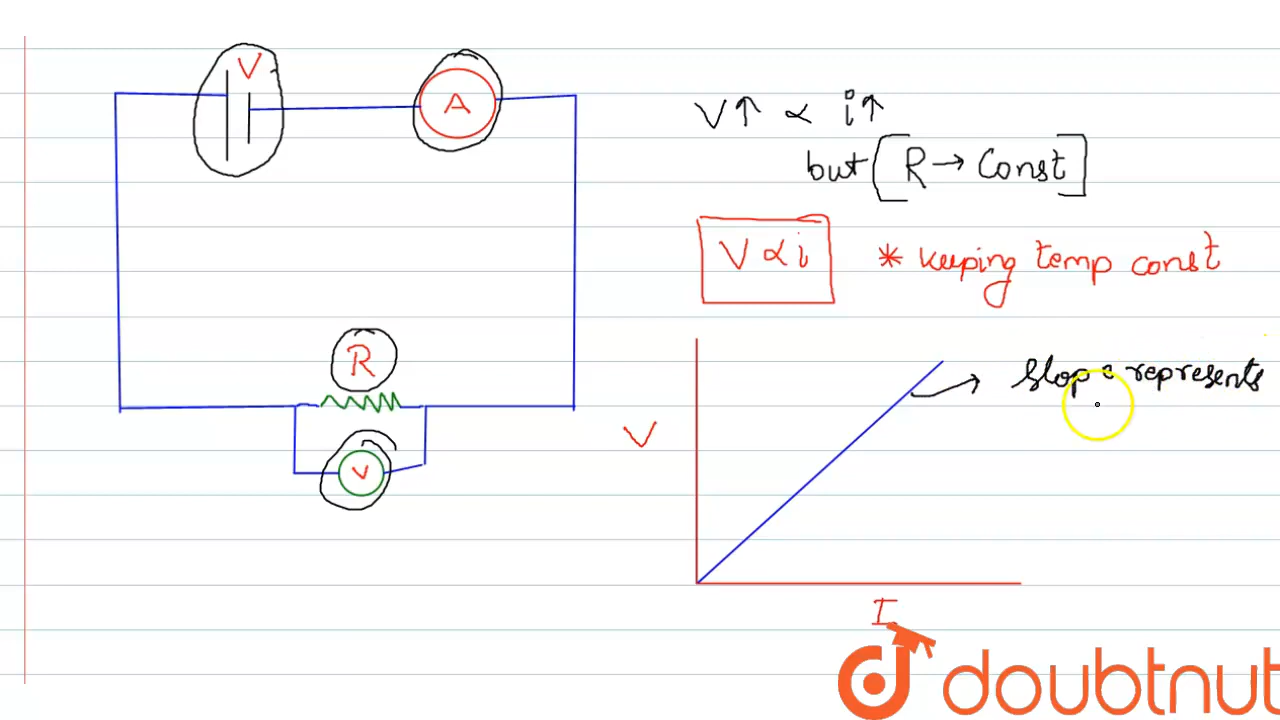 V
A
R
V
V↑ ∝ i↑
but [R → Const]
V ∝ i
* keeping temp const
Slope represents
V
I
doubtnut